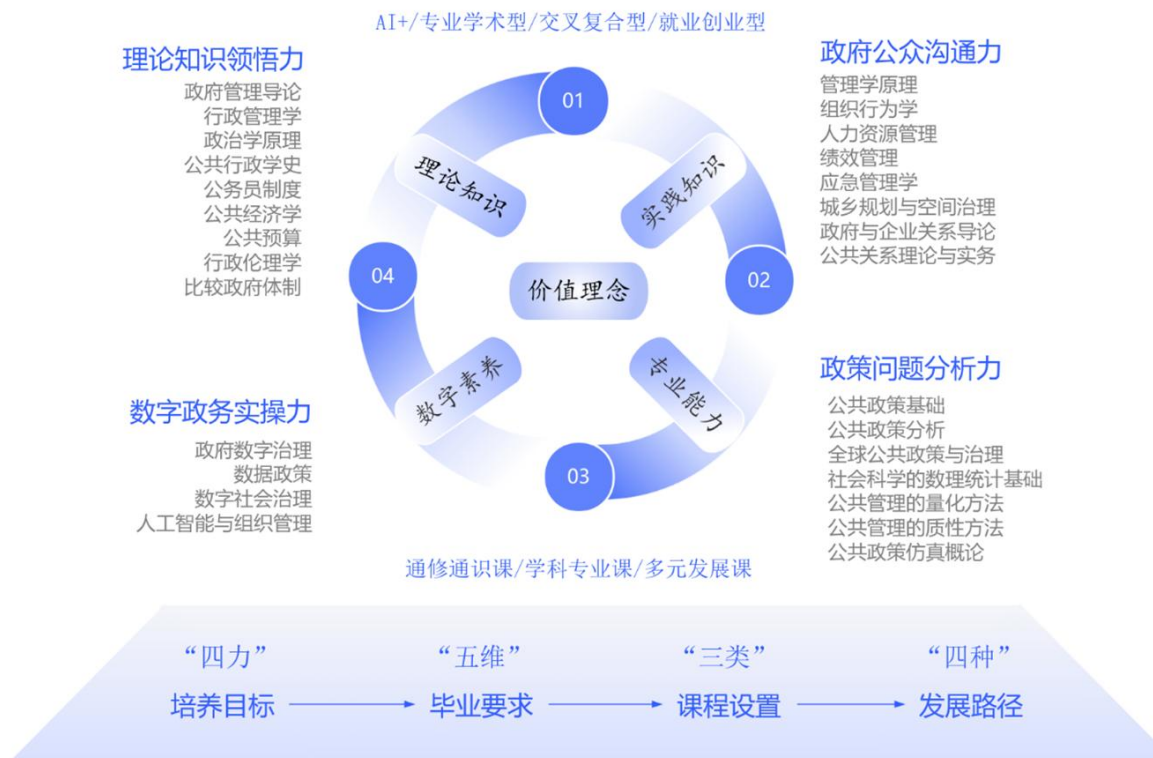 AI+/专业学术型/交叉复合型/就业创业型
理论知识领悟力
政府管理导论
行政管理学
政治学原理
公共行政学史
公务员制度
公共经济学
公共预算
行政伦理学
比较政府体制
政府公众沟通力
管理学原理
组织行为学
人力资源管理
绩效管理
应急管理学
城乡规划与空间治理
政府与企业关系导论
公共关系理论与实务
01
理论知识
实践知识
04
价值理念
02
数字素养
专业能力
03
数字政务实操力
政府数字治理
数据政策
数字社会治理
人工智能与组织管理
政策问题分析力
公共政策基础
公共政策分析
全球公共政策与治理
社会科学的数理统计基础
公共管理的量化方法
公共管理的质性方法
公共政策仿真概论
通修通识课/学科专业课/多元发展课
“四力”
“五维”
“三类”
“四种”
培养目标
毕业要求
课程设置
发展路径